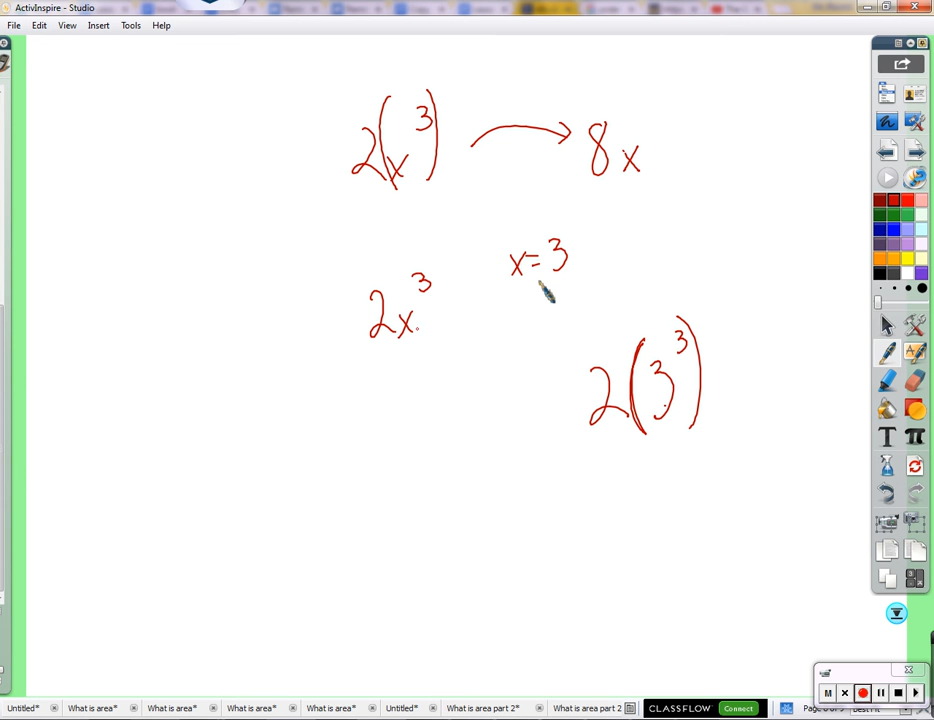 ActivInspire - Studio
File Edit View Insert Tools Help
2(x³) → 8x
x=3
2x³
2(3³)
Untitled* What is area* What is area* What is area* What is area* Untitled* What is area part 2* What is area part 2 CLASSFLOW Connect